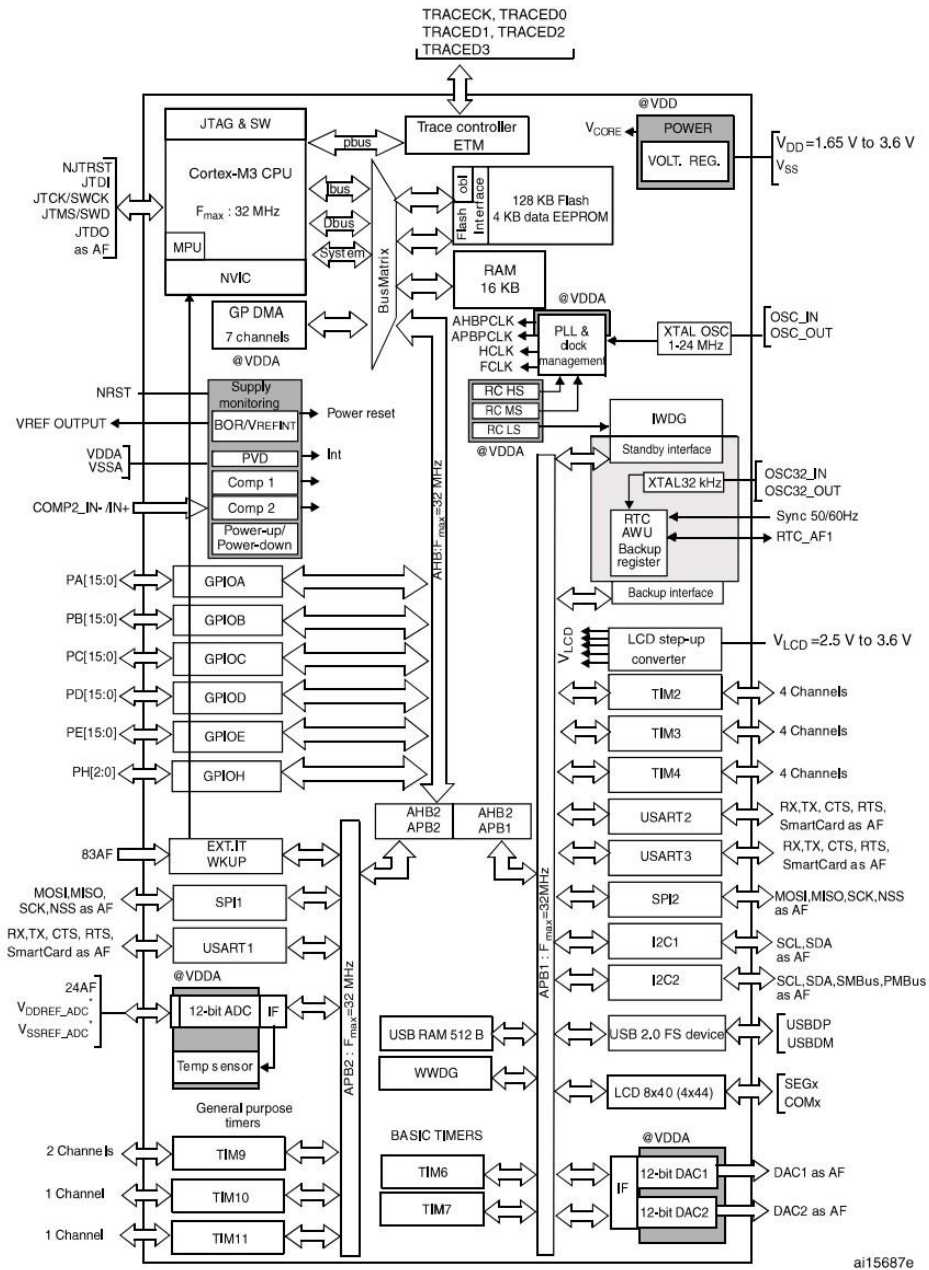 TRACECK, TRACED0
TRACED1, TRACED2
TRACED3
@VDD
JTAG & SW
pbus
Trace controller
ETM
VCORE
POWER
VOLT. REG.
VDD=1.65 V to 3.6 V
VSS
NJTRST
JTDI
JTCK/SWCK
JTMS/SWD
JTDO
as AF
Cortex-M3 CPU
Fmax : 32 MHz
MPU
NVIC
ibus
Dbus
System
BusMatrix
Flash obl
Interface
128 KB Flash
4 KB data EEPROM
RAM
16 KB
GP DMA
7 channels
@VDDA
AHBPCLK
APBPCLK
HCLK
FCLK
PLL &
clock
management
XTAL OSC
1-24 MHz
OSC_IN
OSC_OUT
@VDDA
NRST
VREF OUTPUT
VDDA
VSSA
COMP2_IN-/IN+
Supply
monitoring
BOR/VREFINT
Power reset
PVD
Int
Comp 1
Comp 2
Power-up/
Power-down
RC HS
RC MS
RC LS
@VDDA
IWDG
Standby interface
XTAL32 kHz
OSC32_IN
OSC32_OUT
RTC
AWU
Backup
register
Sync 50/60Hz
RTC_AF1
Backup interface
AHB:Fmax=32 MHz
PA[15:0]
GPIOA
PB[15:0]
GPIOB
PC[15:0]
GPIOC
PD[15:0]
GPIOD
PE[15:0]
GPIOE
PH[2:0]
GPIOH
VLCD
LCD step-up
converter
VLCD=2.5 V to 3.6 V
TIM2
4 Channels
TIM3
4 Channels
TIM4
4 Channels
AHB2
APB2
AHB2
APB1
USART2
RX,TX, CTS, RTS,
SmartCard as AF
USART3
RX,TX, CTS, RTS,
SmartCard as AF
SPI2
MOSI,MISO,SCK,NSS
as AF
I2C1
SCL,SDA
as AF
I2C2
SCL,SDA,SMBus,PMBus
as AF
APB1 : Fmax=32MHz
83AF
EXT.IT
WKUP
MOSI,MISO,
SCK,NSS as AF
SPI1
RX,TX, CTS, RTS,
SmartCard as AF
USART1
@VDDA
24AF
VDDREF_ADC*
VSSREF_ADC*
12-bit ADC
IF
Temp sensor
APB2 : Fmax=32 MHz
USB RAM 512 B
WWDG
USB 2.0 FS device
USBDP
USBDM
LCD 8x40 (4x44)
SEGx
COMx
General purpose
timers
2 Channels
TIM9
1 Channel
TIM10
1 Channel
TIM11
BASIC TIMERS
TIM6
TIM7
@VDDA
IF
12-bit DAC1
DAC1 as AF
12-bit DAC2
DAC2 as AF
ai15687e